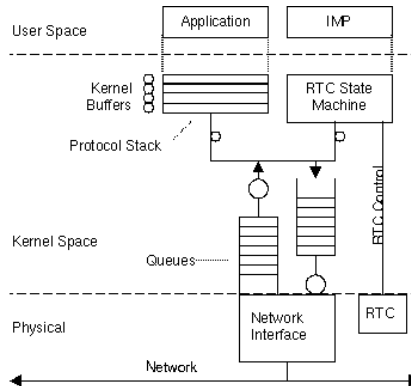 Application
IMP
User Space
Kernel
Buffers
RTC State
Machine
Protocol Stack
RTC Control
Kernel Space
Queues
Physical
Network
Interface
RTC
Network